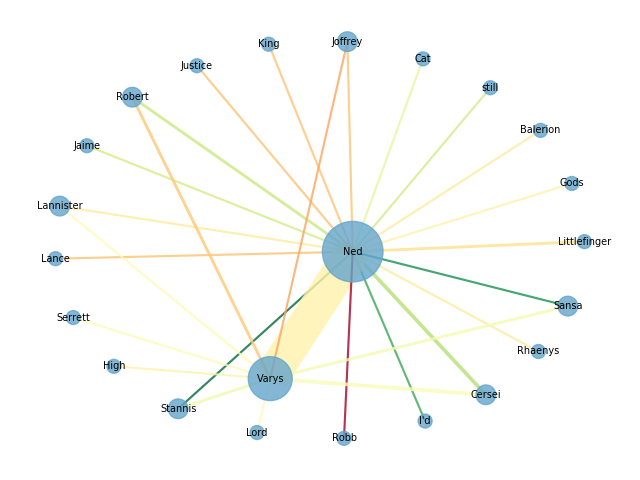 Joffrey
King
Cat
Justice
still
Robert
Balerion
Jaime
Gods
Lannister
Littlefinger
Ned
Lance
Sansa
Serrett
Rhaenys
High
Varys
Cersei
Stannis
I'd
Lord
Robb